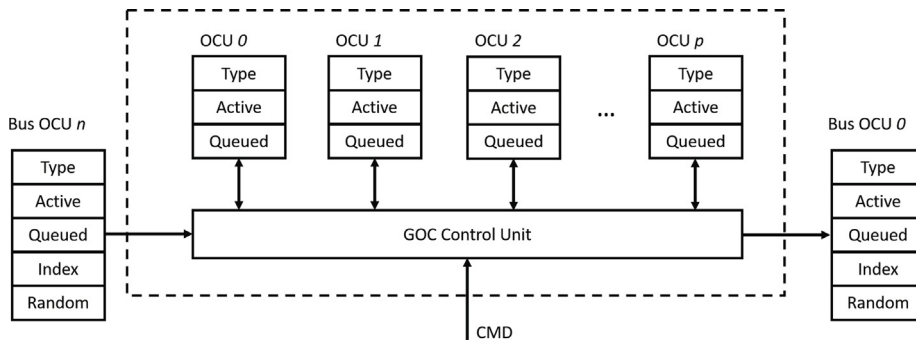 OCU 0
OCU 1
OCU 2
OCU p
Type
Type
Type
Type
Active
Active
Active
...
Active
Queued
Queued
Queued
Queued
Bus OCU n
Type
Active
Queued
Index
Random
GOC Control Unit
Bus OCU 0
Type
Active
Queued
Index
Random
CMD